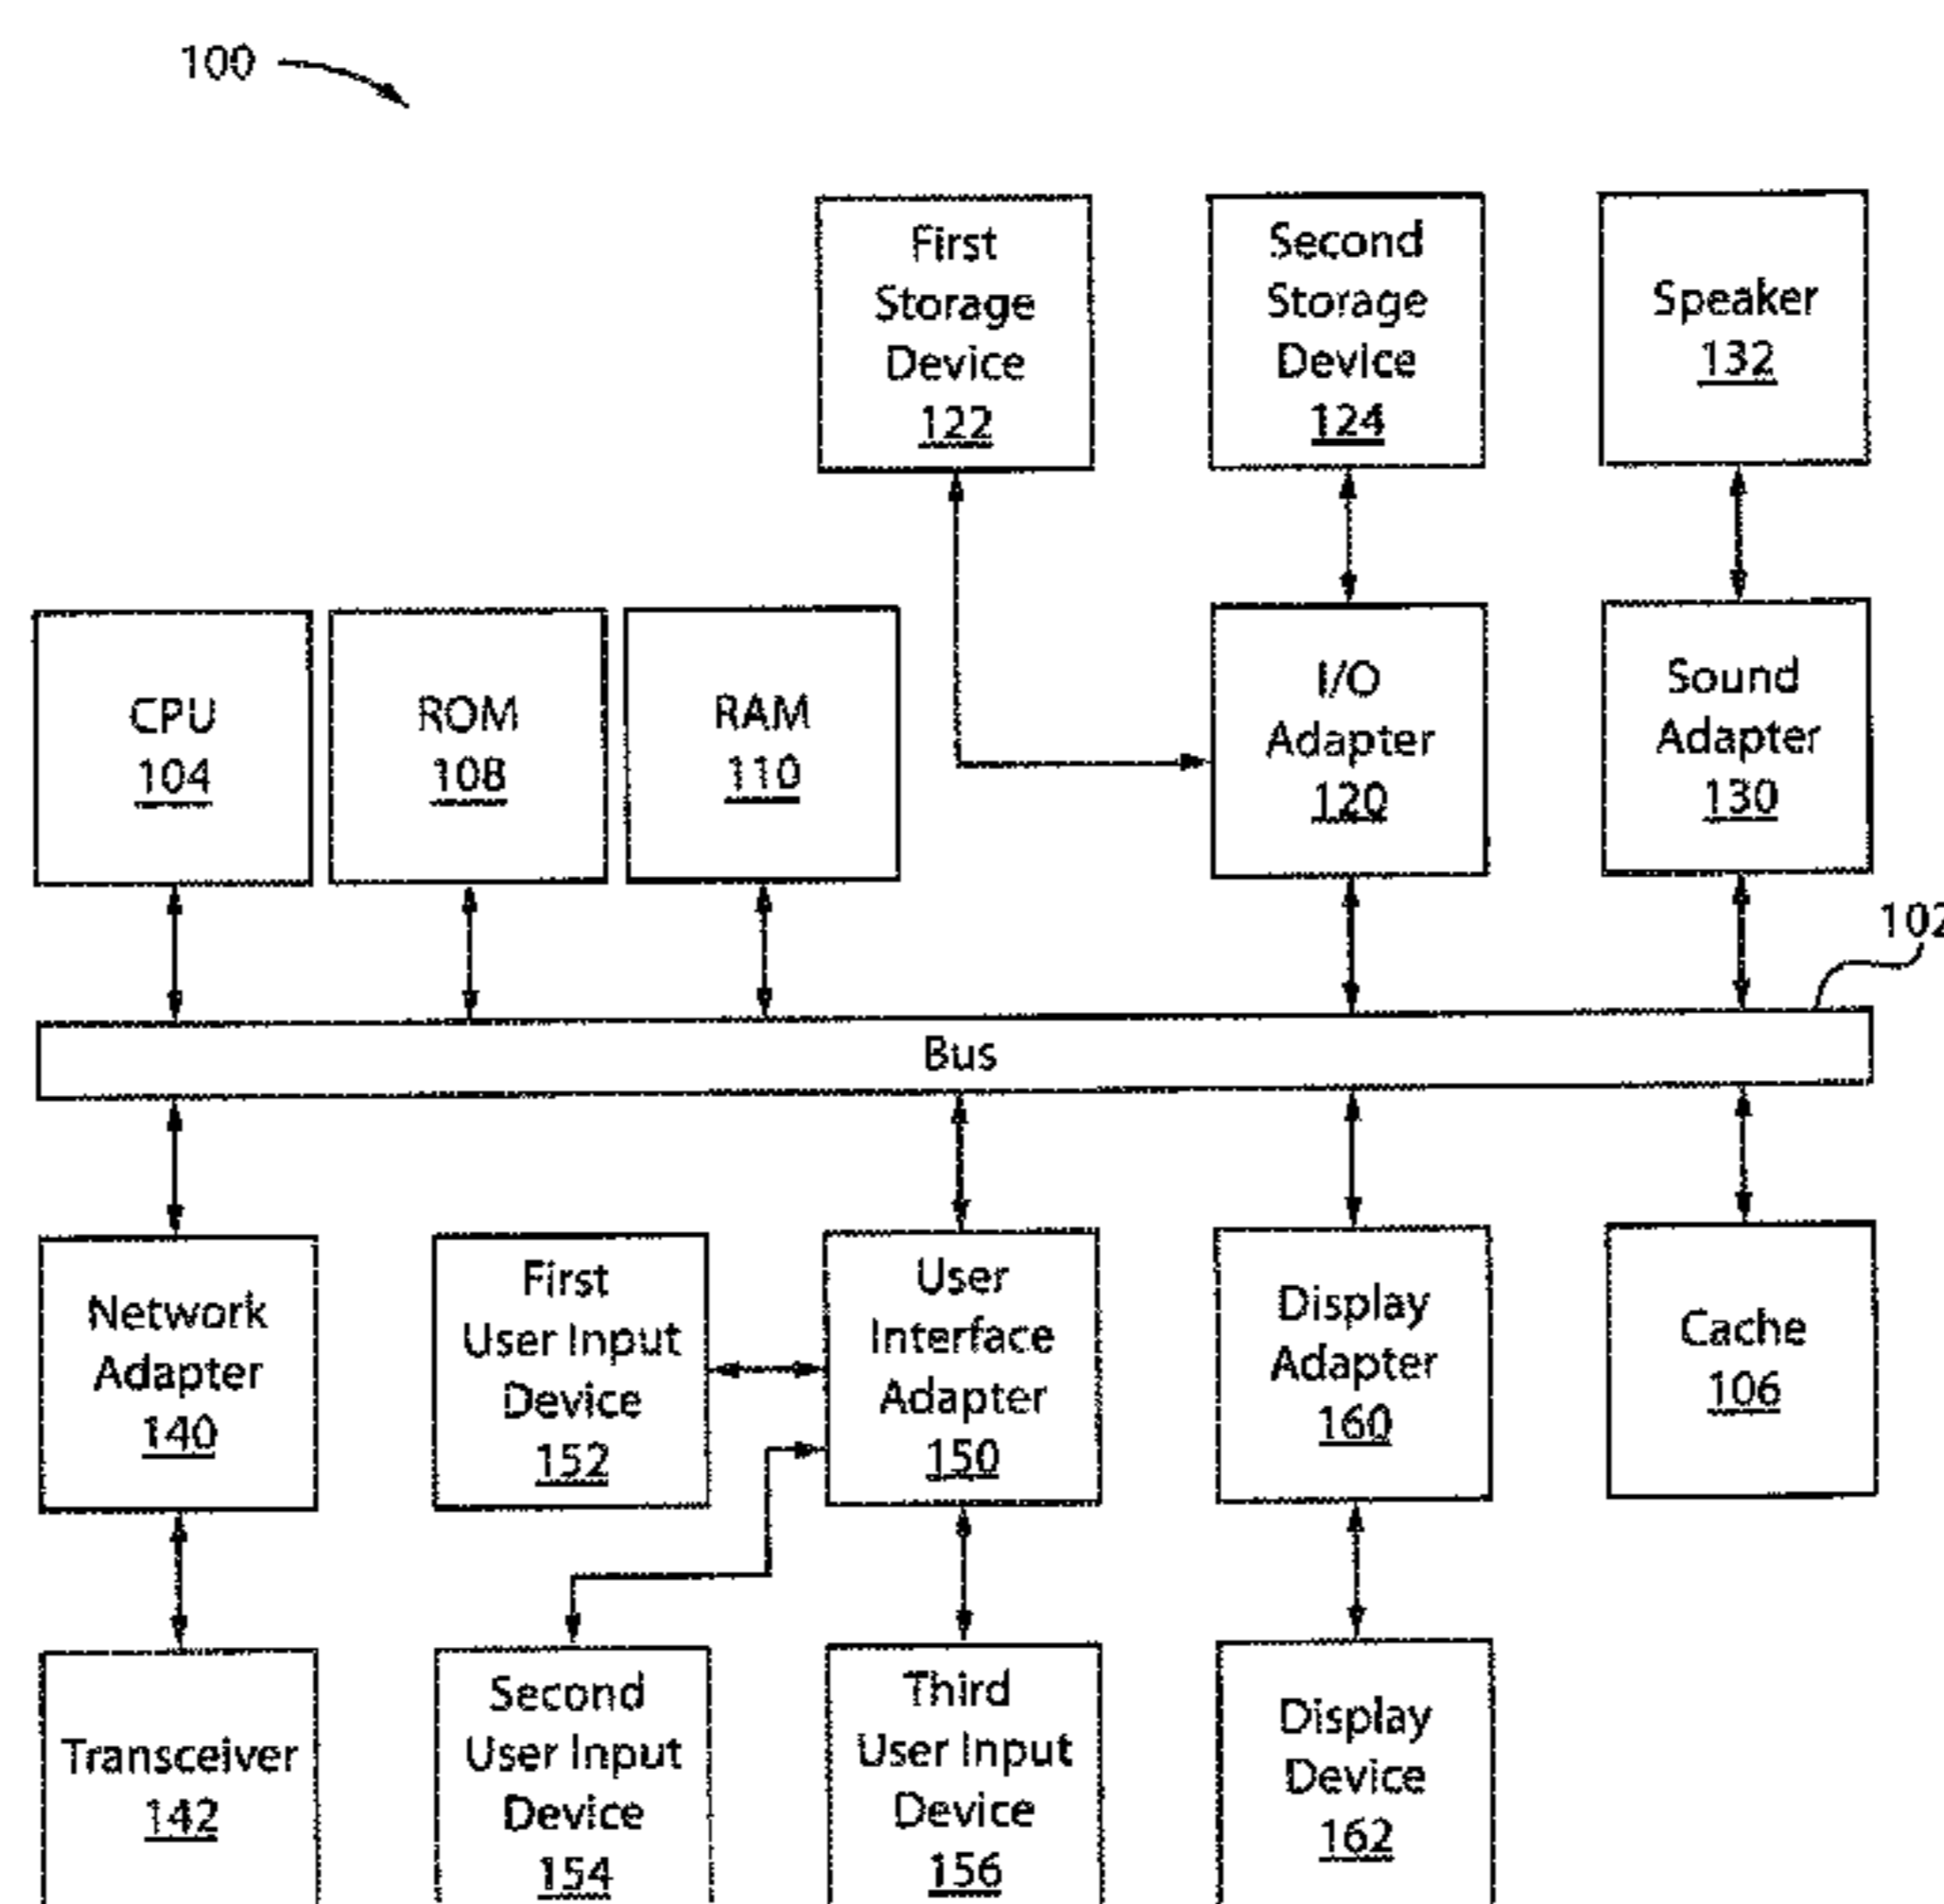 100
First
Storage
Device
122
Second
Storage
Device
124
Speaker
132
CPU
104
ROM
108
RAM
110
I/O
Adapter
120
Sound
Adapter
130
102
Bus
Network
Adapter
140
First
User Input
Device
152
User
Interface
Adapter
150
Display
Adapter
160
Cache
106
Transceiver
142
Second
User Input
Device
154
Third
User Input
Device
156
Display
Device
162